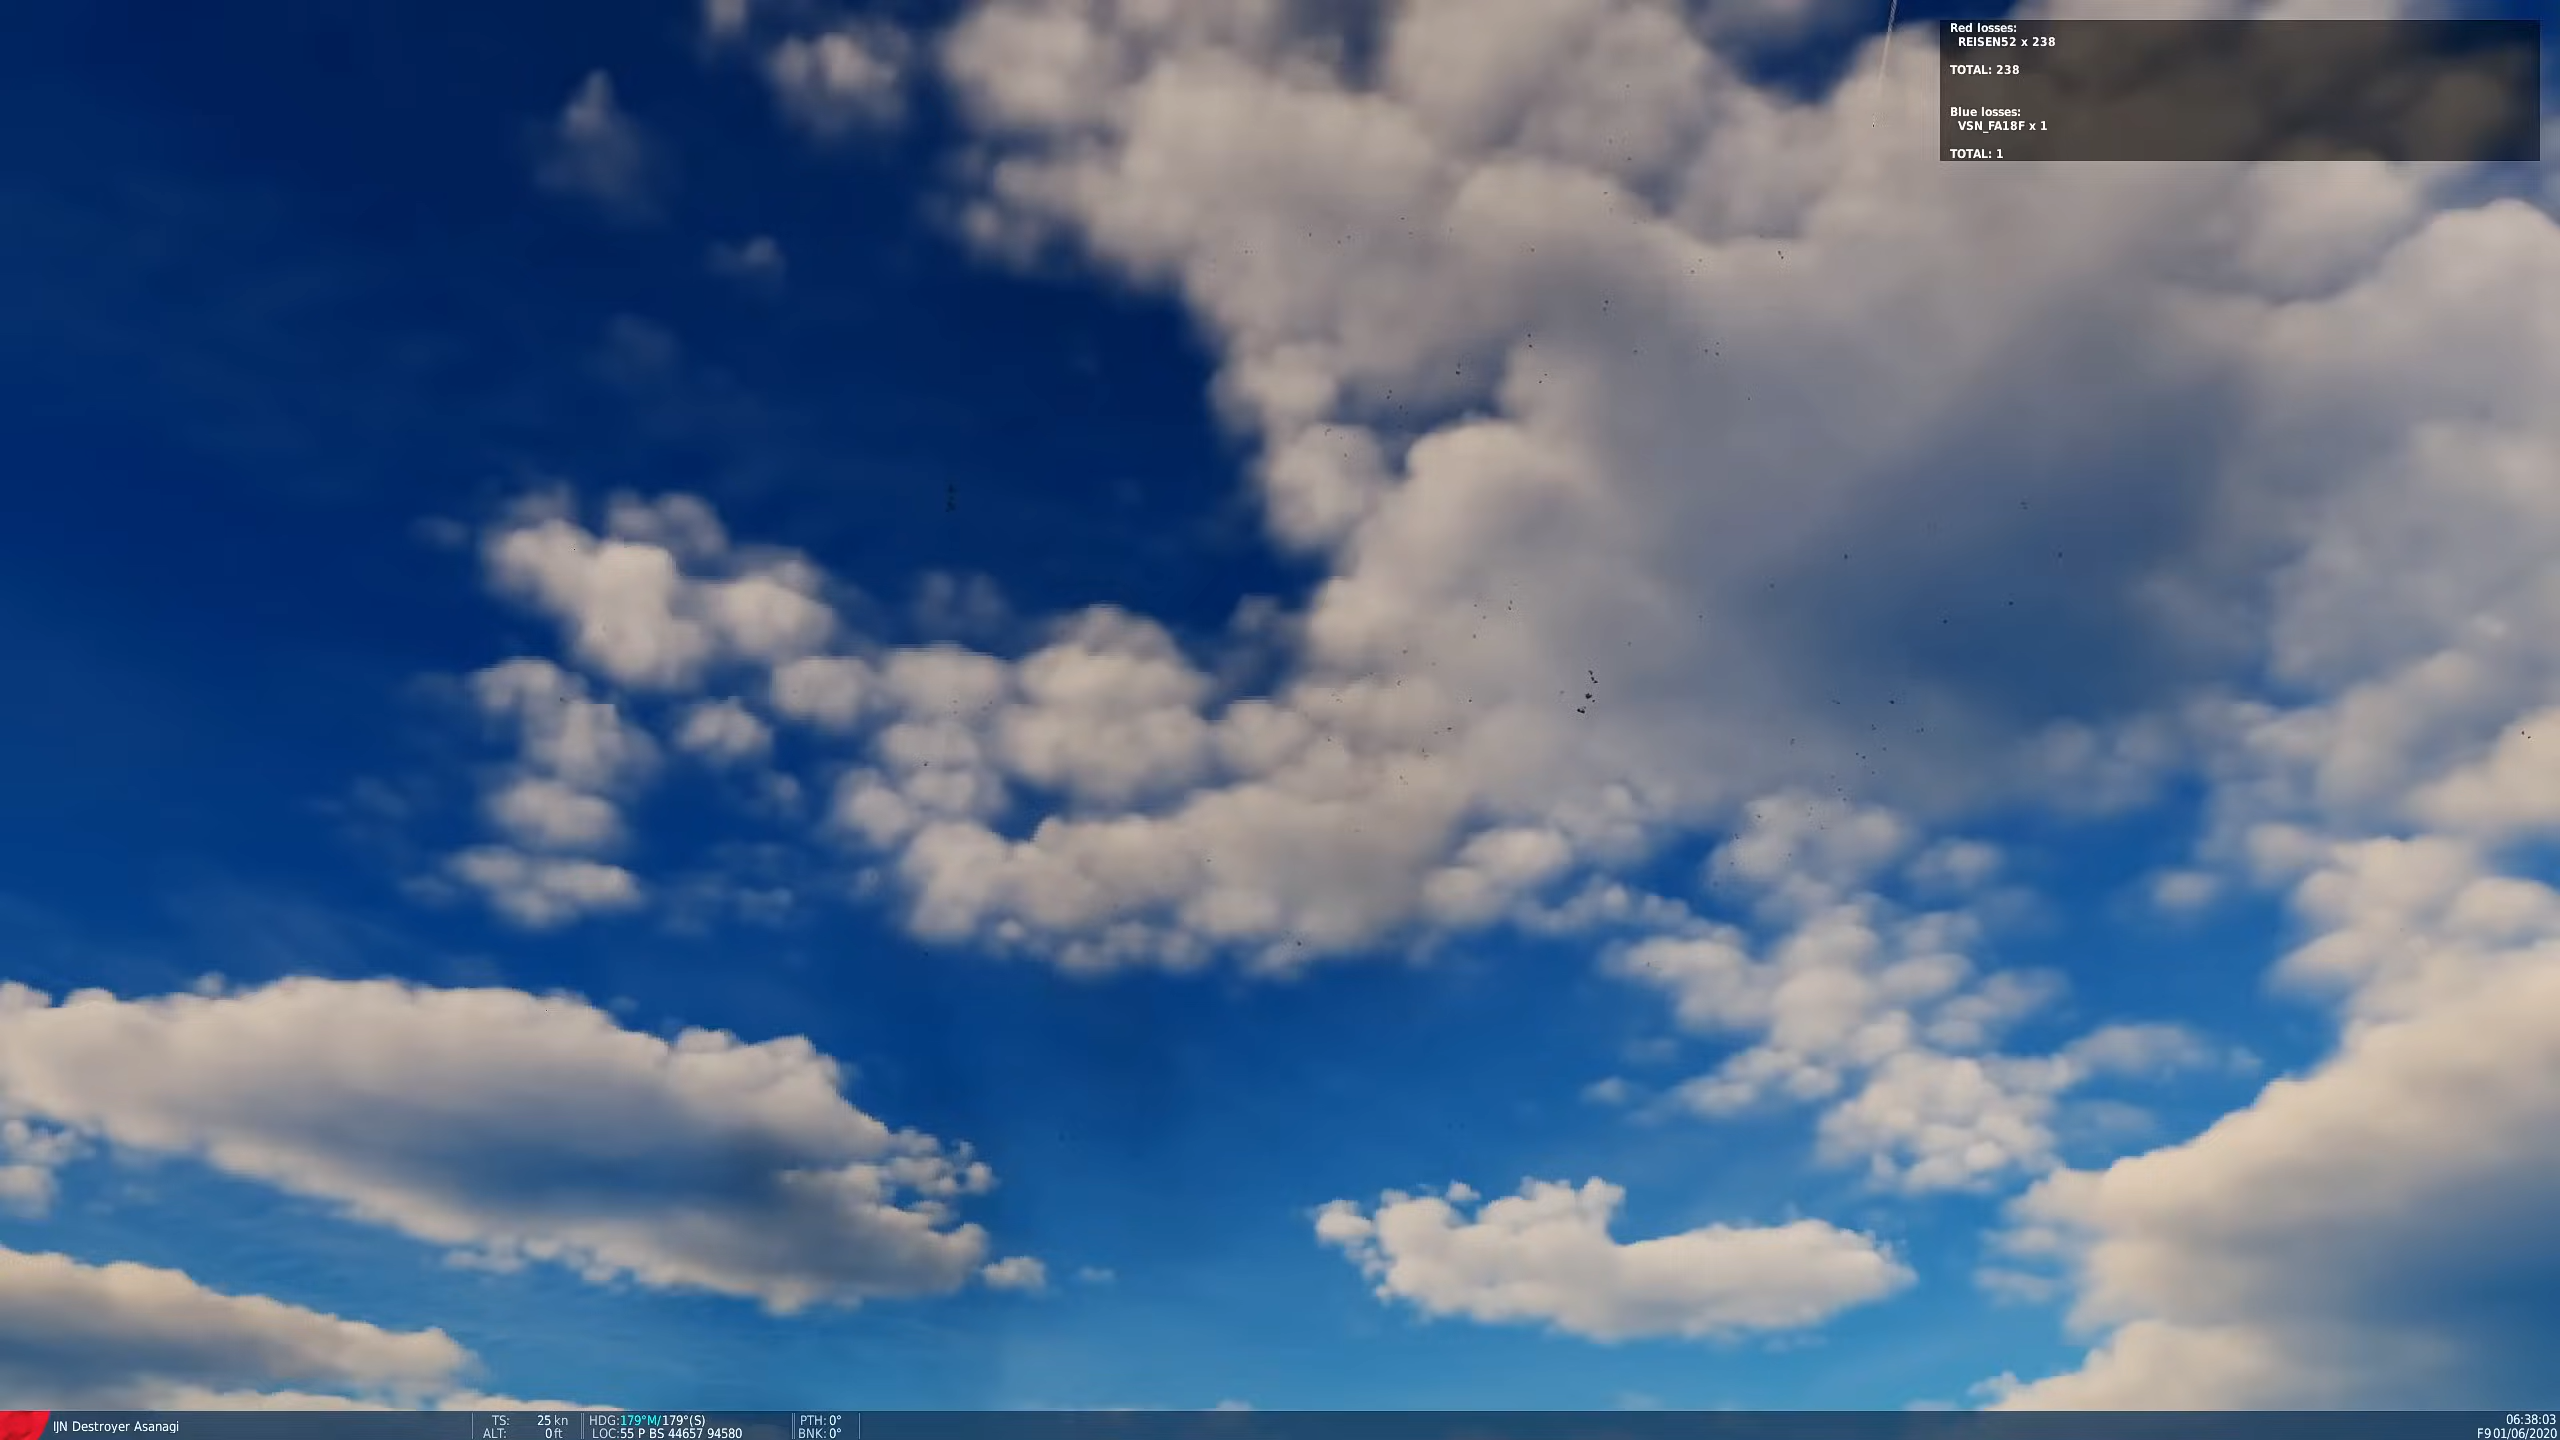 Red losses:
REISEN52 x 238
TOTAL: 238
Blue losses:
VSN_FA18F x 1
TOTAL: 1
IJN Destroyer Asanagi
TS: 25 kn
ALT: 0 ft
HDG:179°M/179°(S)
LOC:55 P BS 44657 94580
PTH: 0°
BNK: 0°
06:38:03
F9 01/06/2020